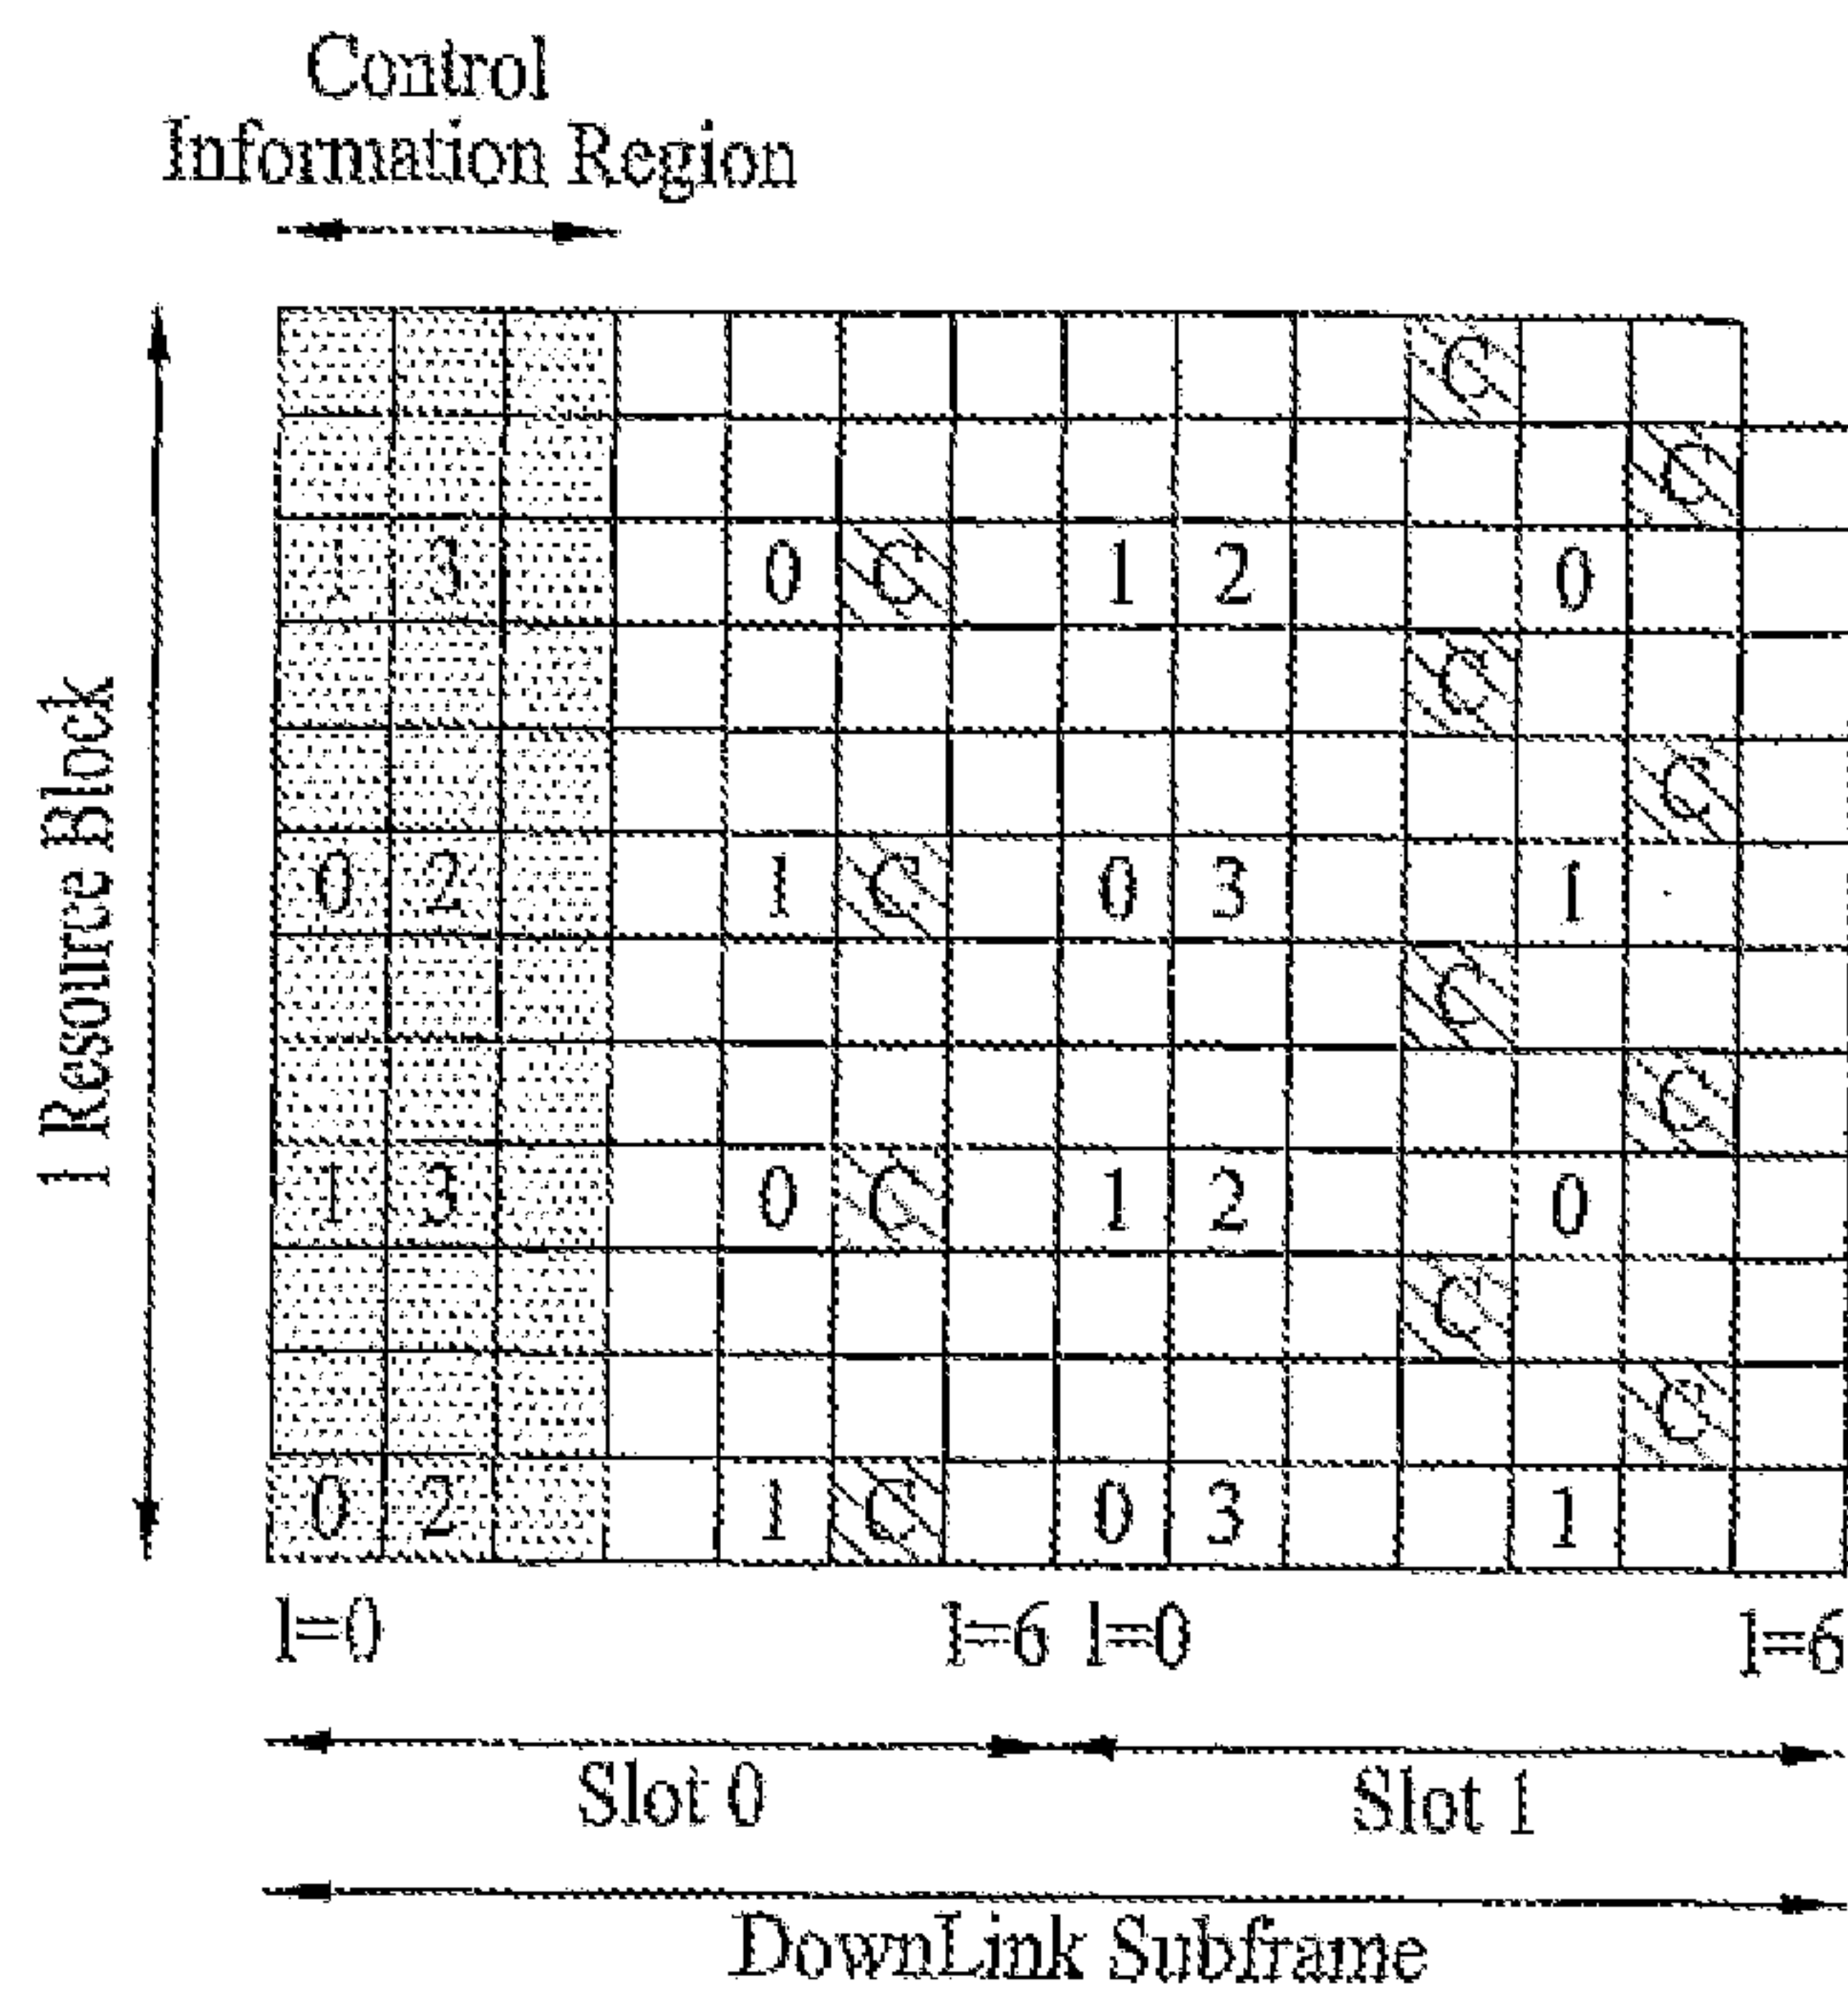 Control
Information Region
1 Resource Block
C
C
1 3 0 C 1 2 0
C
C
0 2 1 C 0 3 1
C
C
1 3 0 C 1 2 0
C
C
0 2 1 C 0 3 1
l=0 l=6 l=0 l=6
Slot 0 Slot 1
DownLink Subframe